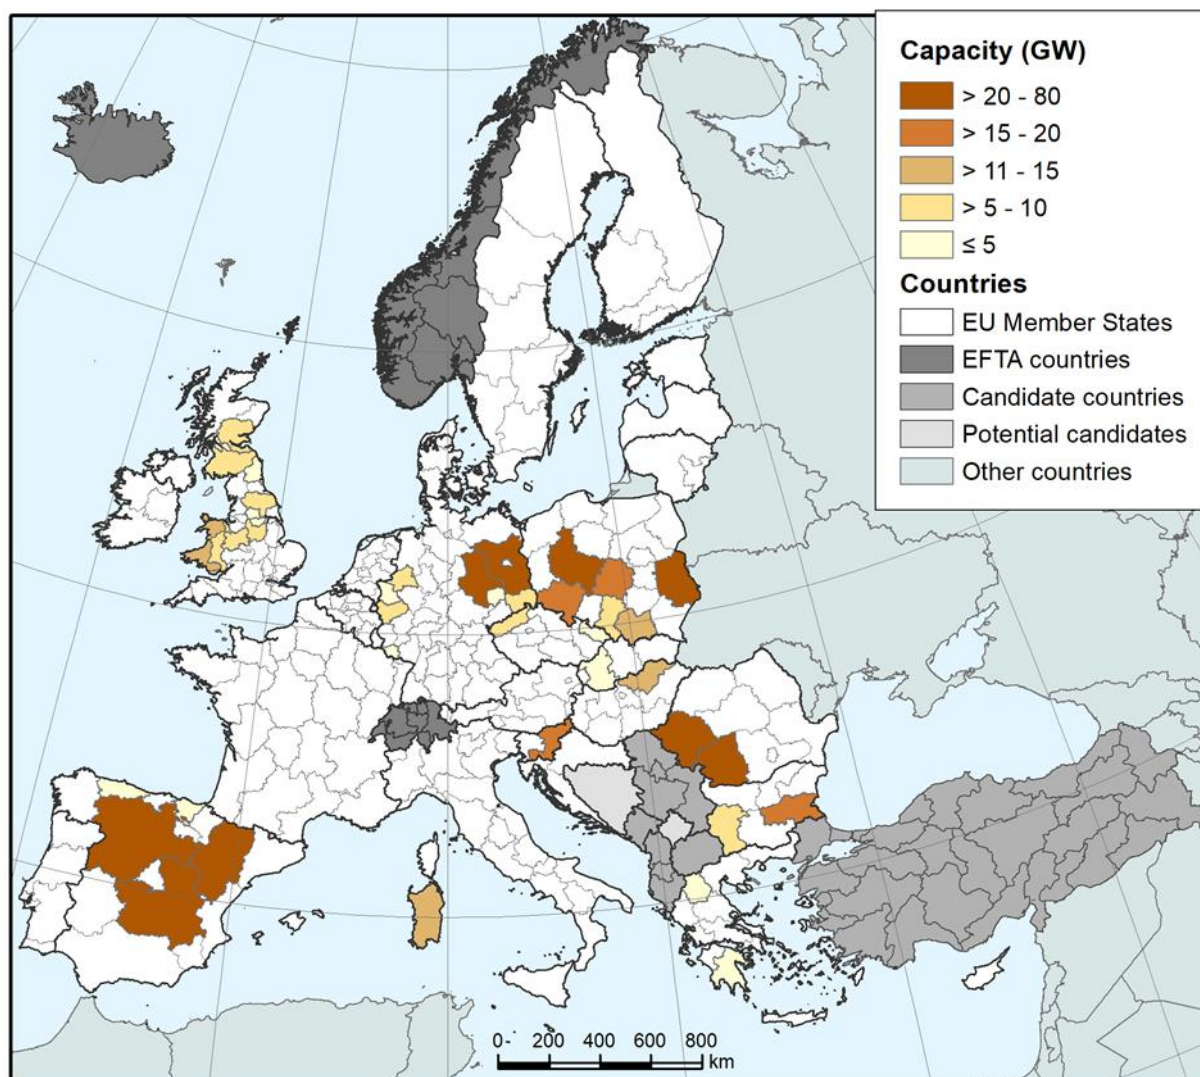 Capacity (GW)
> 20 - 80
> 15 - 20
> 11 - 15
> 5 - 10
≤ 5
Countries
EU Member States
EFTA countries
Candidate countries
Potential candidates
Other countries
0 200 400 600 800
km